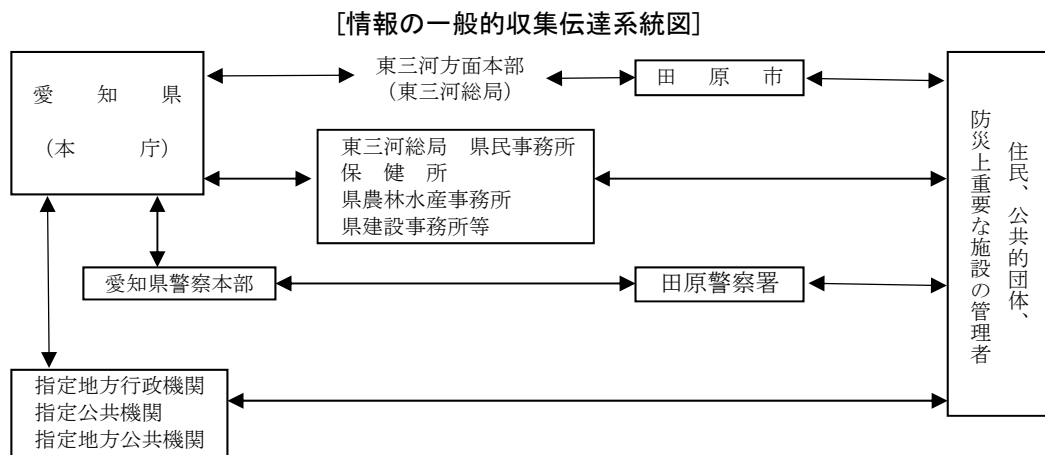 [情報の一般的収集伝達系統図]
愛　知　県
(本　　庁)
東三河方面本部
(東三河総局)
田　原　市
東三河総局　県民事務所
保　健　所
県農林水産事務所
県建設事務所等
愛知県警察本部
田原警察署
指定地方行政機関
指定公共機関
指定地方公共機関
住民、公共的団体、
防災上重要な施設の管理者